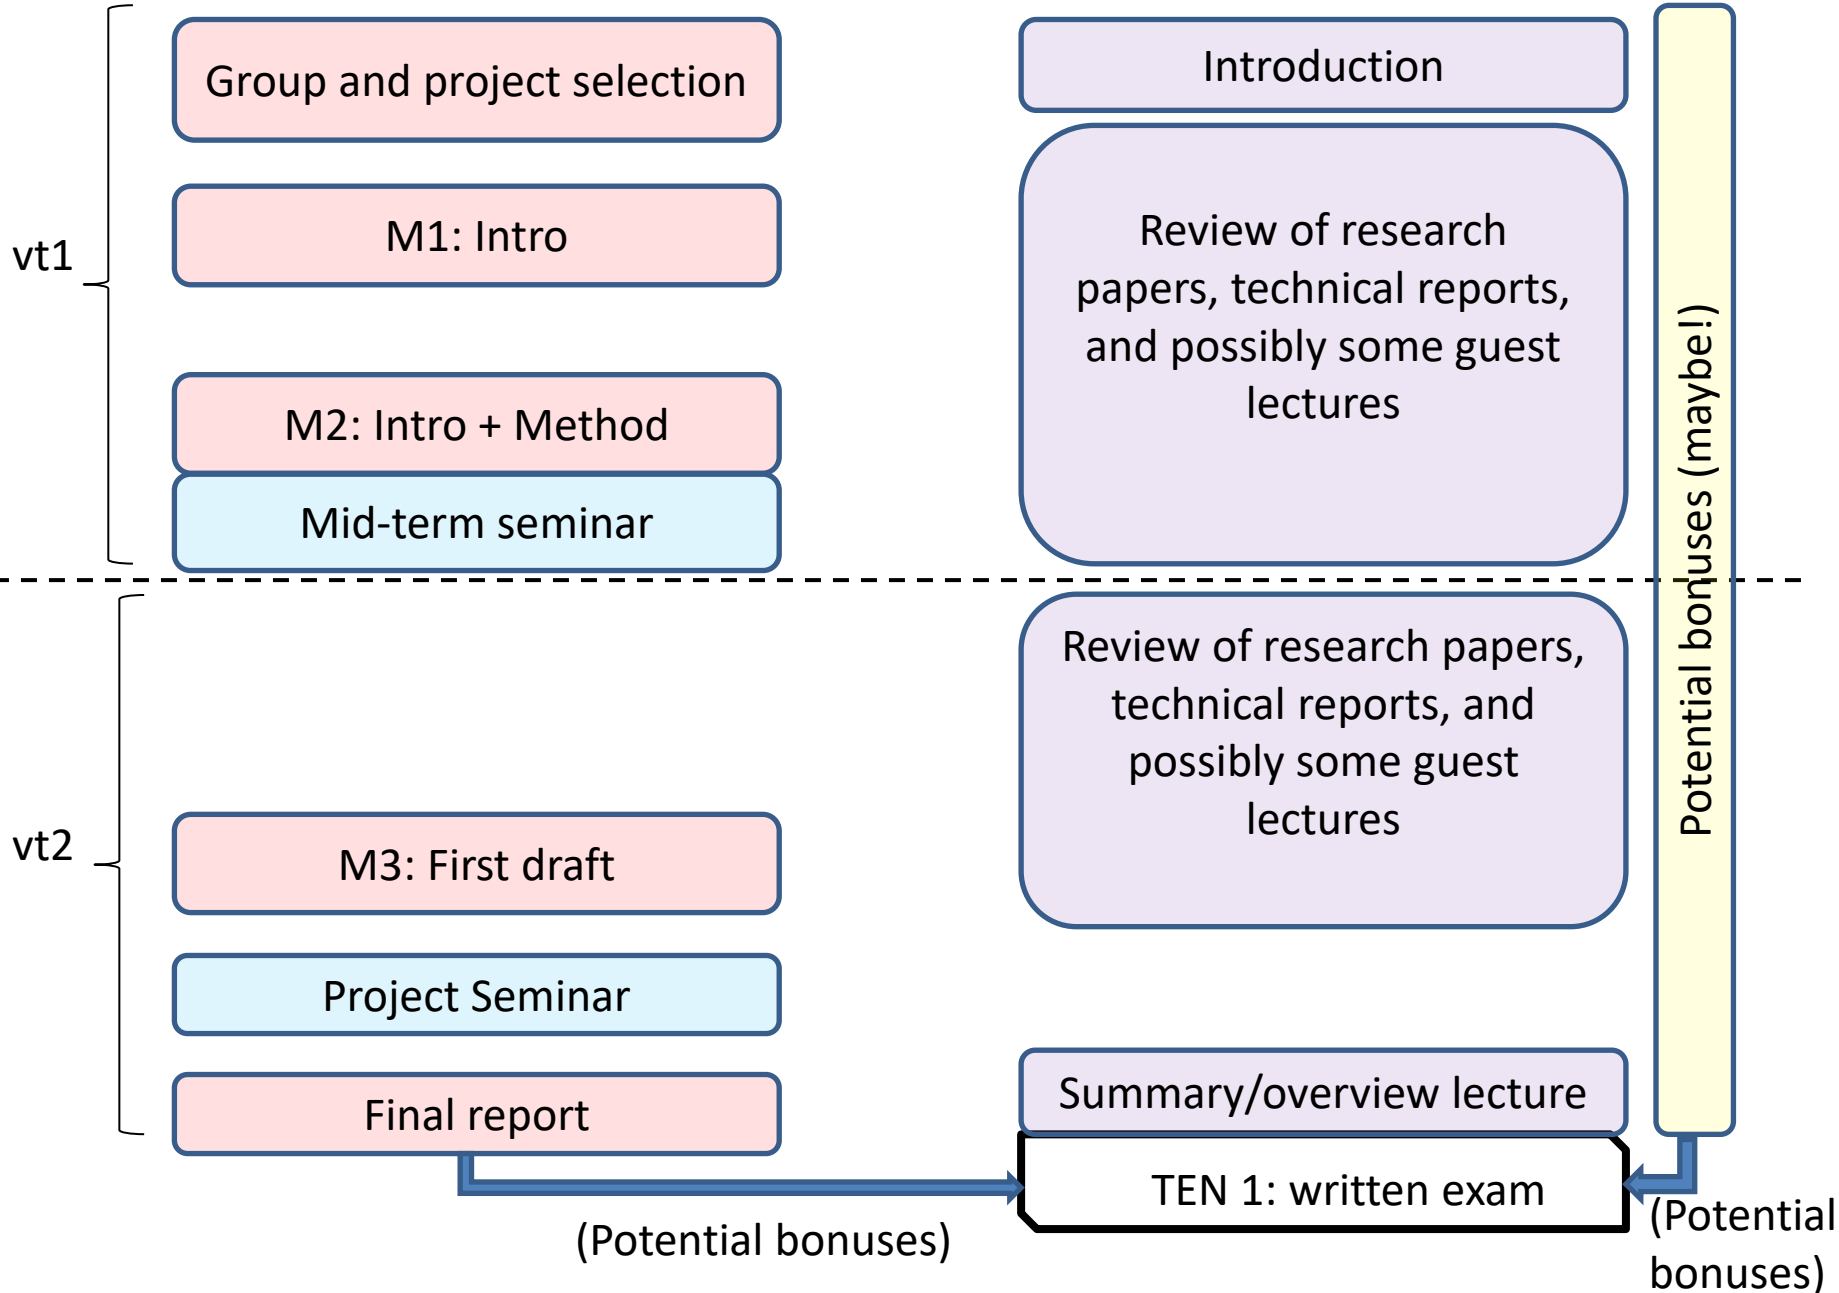 vt1
Group and project selection
M1: Intro
M2: Intro + Method
Mid-term seminar
Introduction
Review of research
papers, technical reports,
and possibly some guest
lectures
Potential bonuses (maybe!)
vt2
M3: First draft
Project Seminar
Final report
Review of research papers,
technical reports, and
possibly some guest
lectures
Summary/overview lecture
TEN 1: written exam
(Potential bonuses)
(Potential
bonuses)